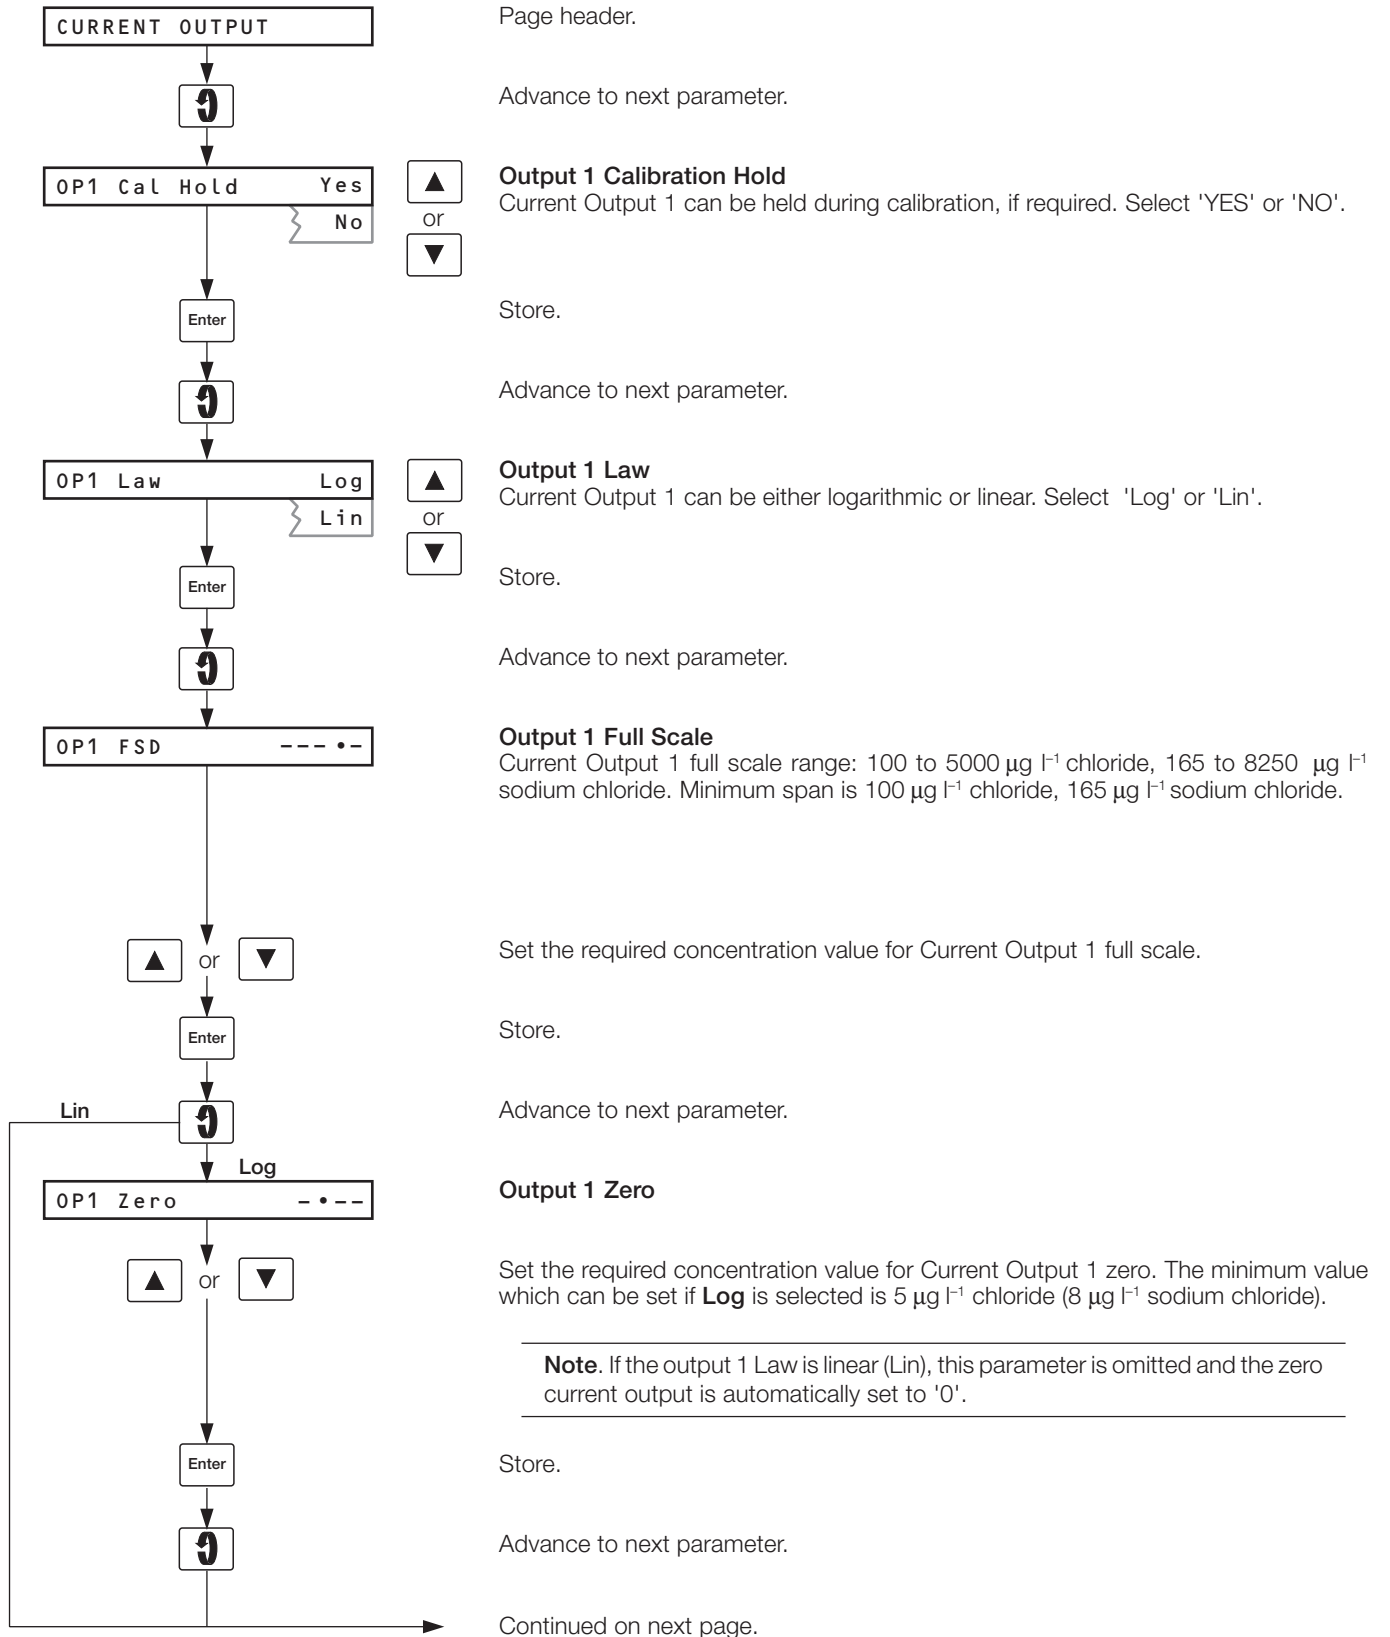 CURRENT OUTPUT
Page header.
Advance to next parameter.
OP1 Cal Hold Yes
No
▲
or
▼
Output 1 Calibration Hold
Current Output 1 can be held during calibration, if required. Select 'YES' or 'NO'.
Enter
Store.
Advance to next parameter.
OP1 Law Log
Lin
▲
or
▼
Output 1 Law
Current Output 1 can be either logarithmic or linear. Select 'Log' or 'Lin'.
Enter
Store.
Advance to next parameter.
OP1 FSD ---•-
Output 1 Full Scale
Current Output 1 full scale range: 100 to 5000 µg l⁻¹ chloride, 165 to 8250 µg l⁻¹
sodium chloride. Minimum span is 100 µg l⁻¹ chloride, 165 µg l⁻¹ sodium chloride.
▲ or ▼
Set the required concentration value for Current Output 1 full scale.
Enter
Store.
Lin
Advance to next parameter.
Log
OP1 Zero -•--
Output 1 Zero
▲ or ▼
Set the required concentration value for Current Output 1 zero. The minimum value
which can be set if Log is selected is 5 µg l⁻¹ chloride (8 µg l⁻¹ sodium chloride).
Note. If the output 1 Law is linear (Lin), this parameter is omitted and the zero
current output is automatically set to '0'.
Enter
Store.
Advance to next parameter.
Continued on next page.